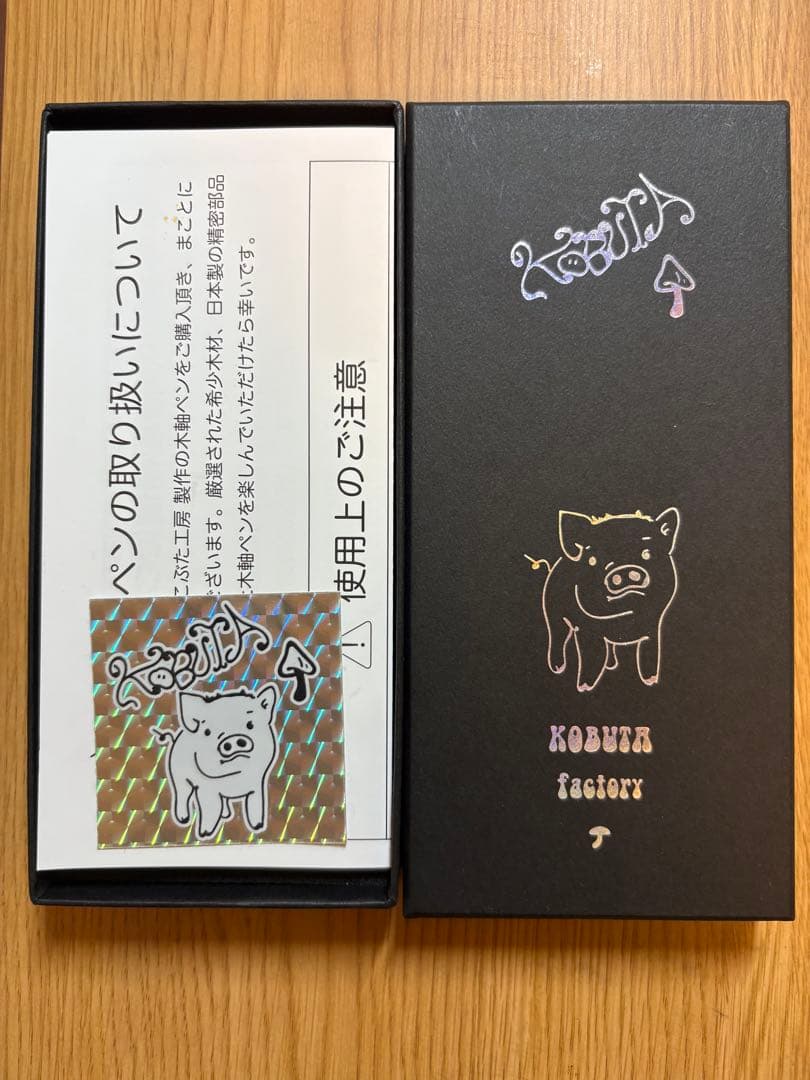 ペンの取り扱いについて
こぶた工房 製作の木軸ペンをご購入頂き、まことに
ございます。厳選された希少木材、日本製の精密部品
木軸ペンを楽しんでいただけたら幸いです。
使用上のご注意
KOBUTA
KOBUTA
KOBUTA
factory